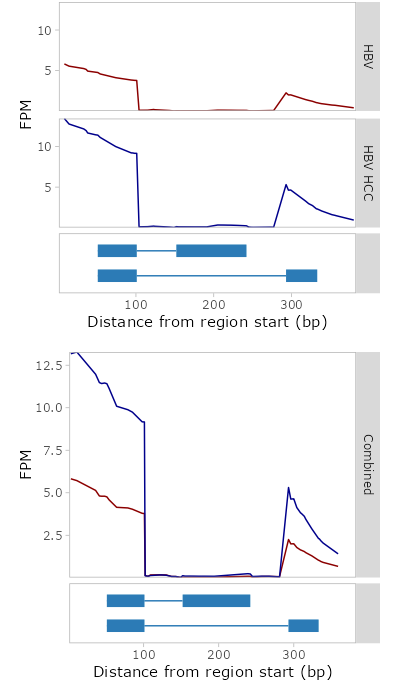 10
5
HBV
FPM
10
5
HBV HCC
100 200 300
Distance from region start (bp)
12.5
10.0
7.5
5.0
2.5
FPM
Combined
100 200 300
Distance from region start (bp)